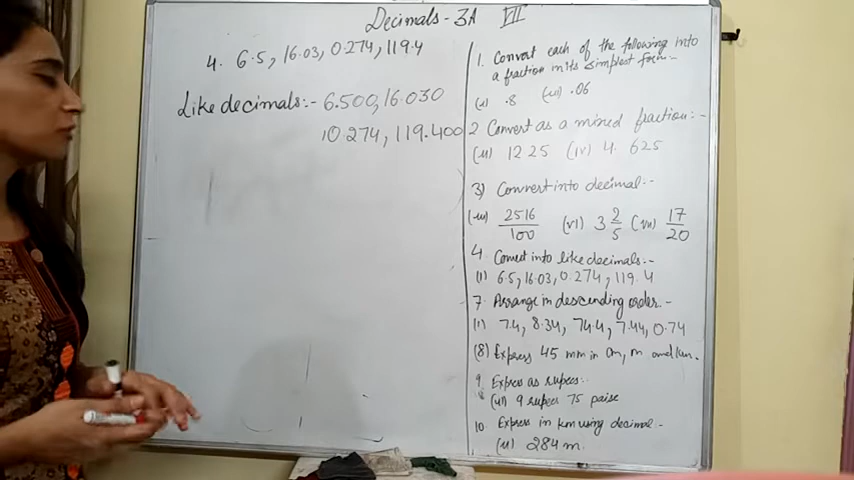 Decimals - 3A VII
4. 6.5, 16.03, 0.274, 119.4
Like decimals:- 6.500, 16.030
10.274, 119.400
1. Convert each of the following into
a fraction in its simplest form:-
(i) .8 (iii) .06
2 Convert as a mixed fraction:-
(ii) 12.25 (iv) 4.625
3) Convert into decimal:-
(iii) 2516/100 (vi) 3 2/5 (vii) 17/20
4. Convert into like decimals:-
(i) 6.5, 16.03, 0.274, 119.4
7. Arrange in descending order.-
(i) 7.4, 8.34, 74.4, 7.44, 0.74
(8) Express 45 mm in cm, m and km.
9. Express as rupees:-
(ii) 9 rupees 75 paise
10. Express in km using decimal.-
(ii) 284 m.